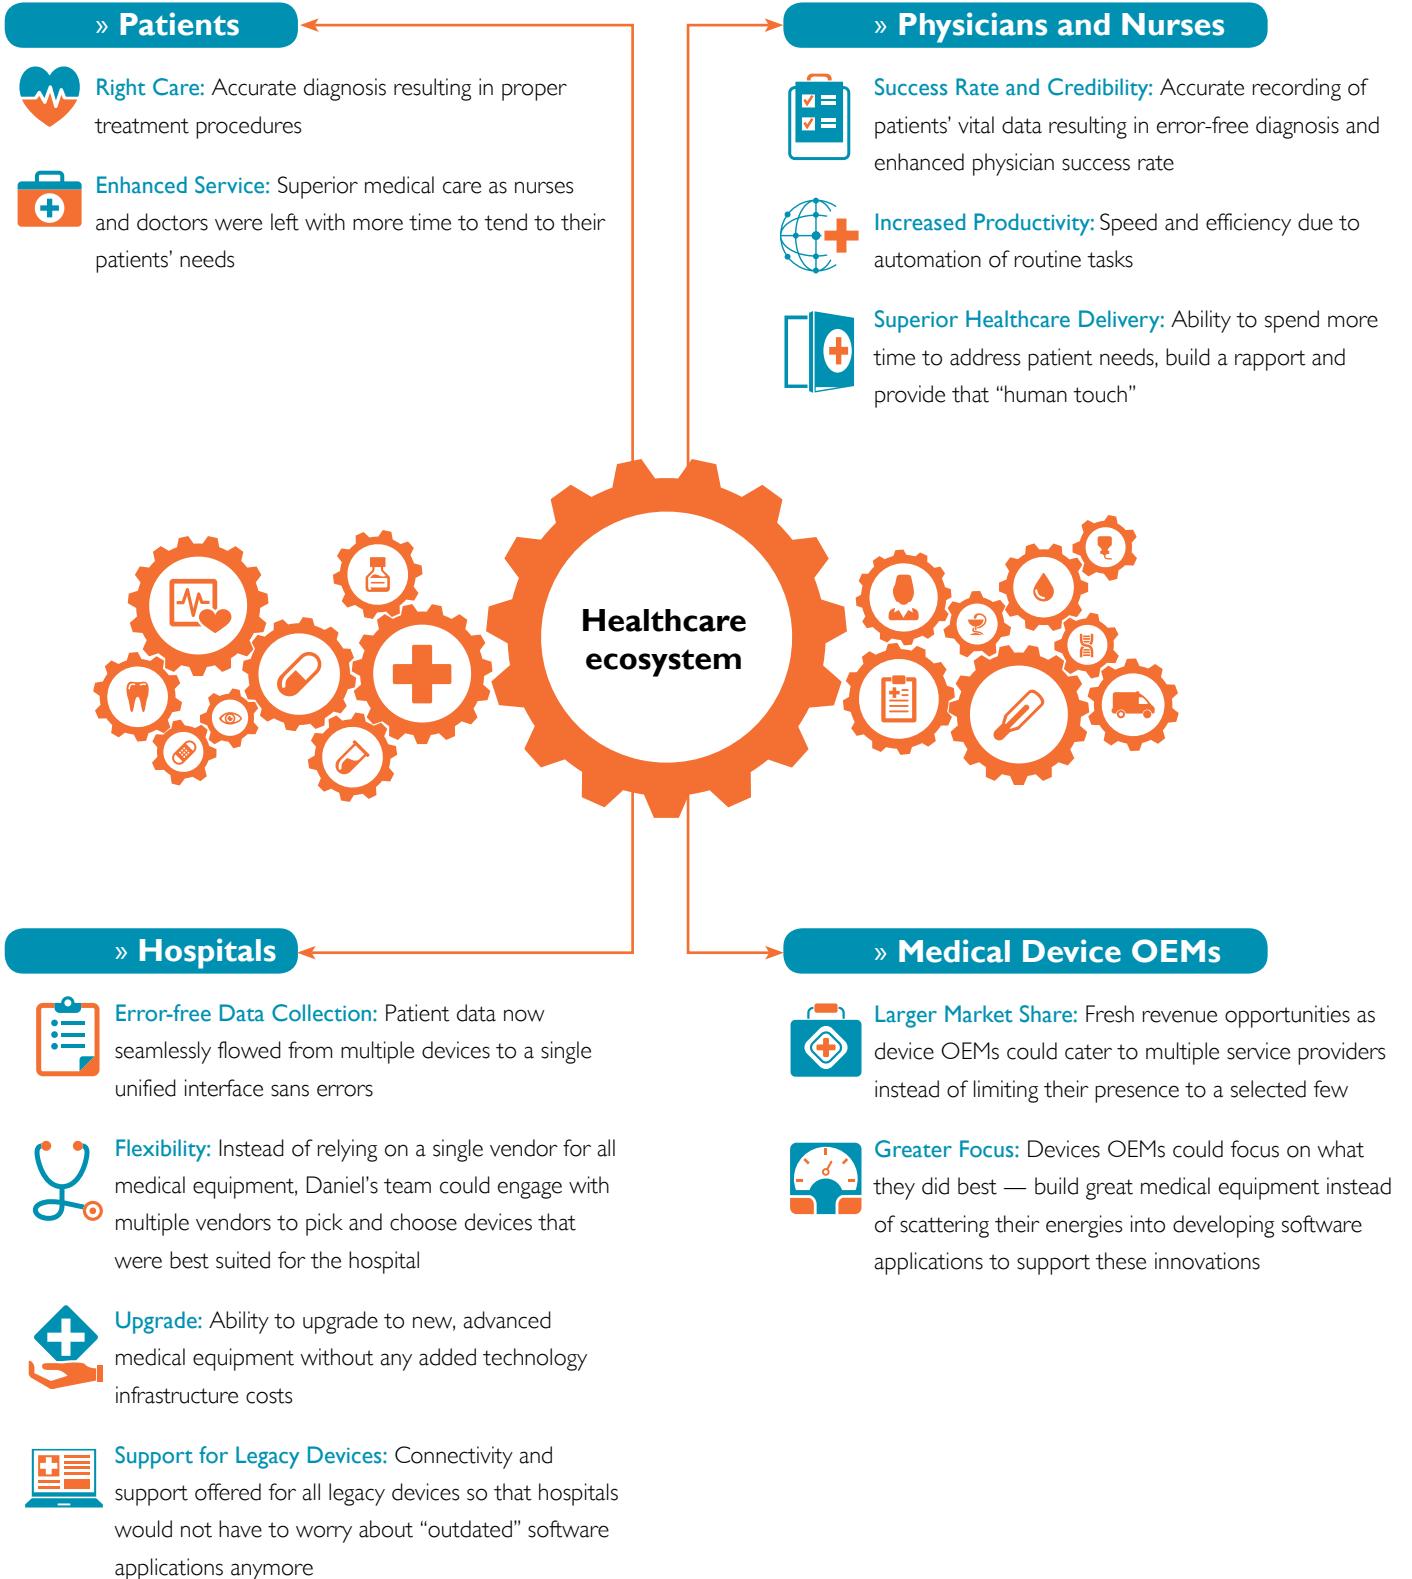 » Patients
Right Care: Accurate diagnosis resulting in proper
treatment procedures
Enhanced Service: Superior medical care as nurses
and doctors were left with more time to tend to their
patients’ needs
» Physicians and Nurses
Success Rate and Credibility: Accurate recording of
patients’ vital data resulting in error-free diagnosis and
enhanced physician success rate
Increased Productivity: Speed and efficiency due to
automation of routine tasks
Superior Healthcare Delivery: Ability to spend more
time to address patient needs, build a rapport and
provide that “human touch”
Healthcare
ecosystem
» Hospitals
Error-free Data Collection: Patient data now
seamlessly flowed from multiple devices to a single
unified interface sans errors
Flexibility: Instead of relying on a single vendor for all
medical equipment, Daniel’s team could engage with
multiple vendors to pick and choose devices that
were best suited for the hospital
Upgrade: Ability to upgrade to new, advanced
medical equipment without any added technology
infrastructure costs
Support for Legacy Devices: Connectivity and
support offered for all legacy devices so that hospitals
would not have to worry about “outdated” software
applications anymore
» Medical Device OEMs
Larger Market Share: Fresh revenue opportunities as
device OEMs could cater to multiple service providers
instead of limiting their presence to a selected few
Greater Focus: Devices OEMs could focus on what
they did best — build great medical equipment instead
of scattering their energies into developing software
applications to support these innovations